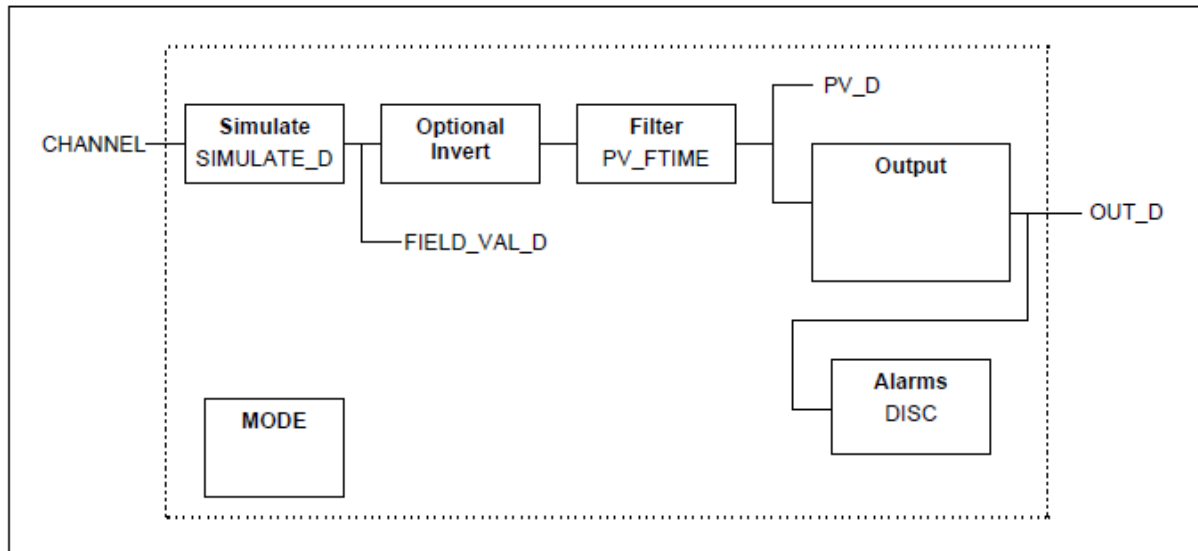 PV_D
Simulate
SIMULATE_D
Optional
Invert
Filter
PV_FTIME
CHANNEL
Output
OUT_D
FIELD_VAL_D
Alarms
DISC
MODE